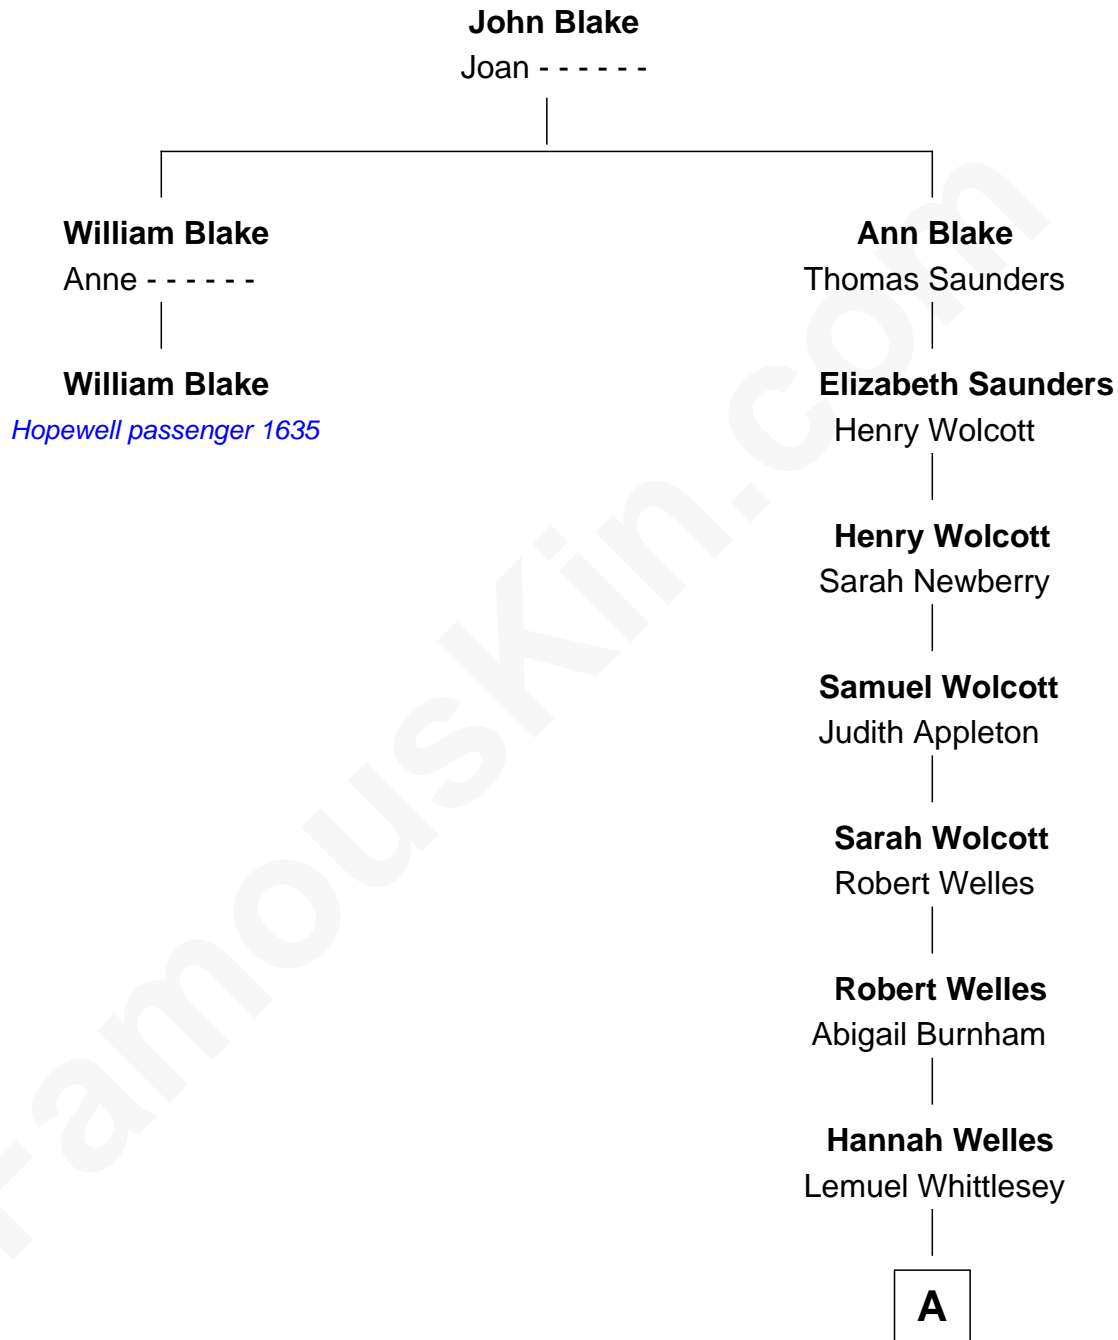 John Blake
Joan - - - - - -
William Blake
Anne - - - - - -
William Blake
Hopewell passenger 1635
Ann Blake
Thomas Saunders
Elizabeth Saunders
Henry Wolcott
Henry Wolcott
Sarah Newberry
Samuel Wolcott
Judith Appleton
Sarah Wolcott
Robert Welles
Robert Welles
Abigail Burnham
Hannah Welles
Lemuel Whittlesey
A
FamousKin.com